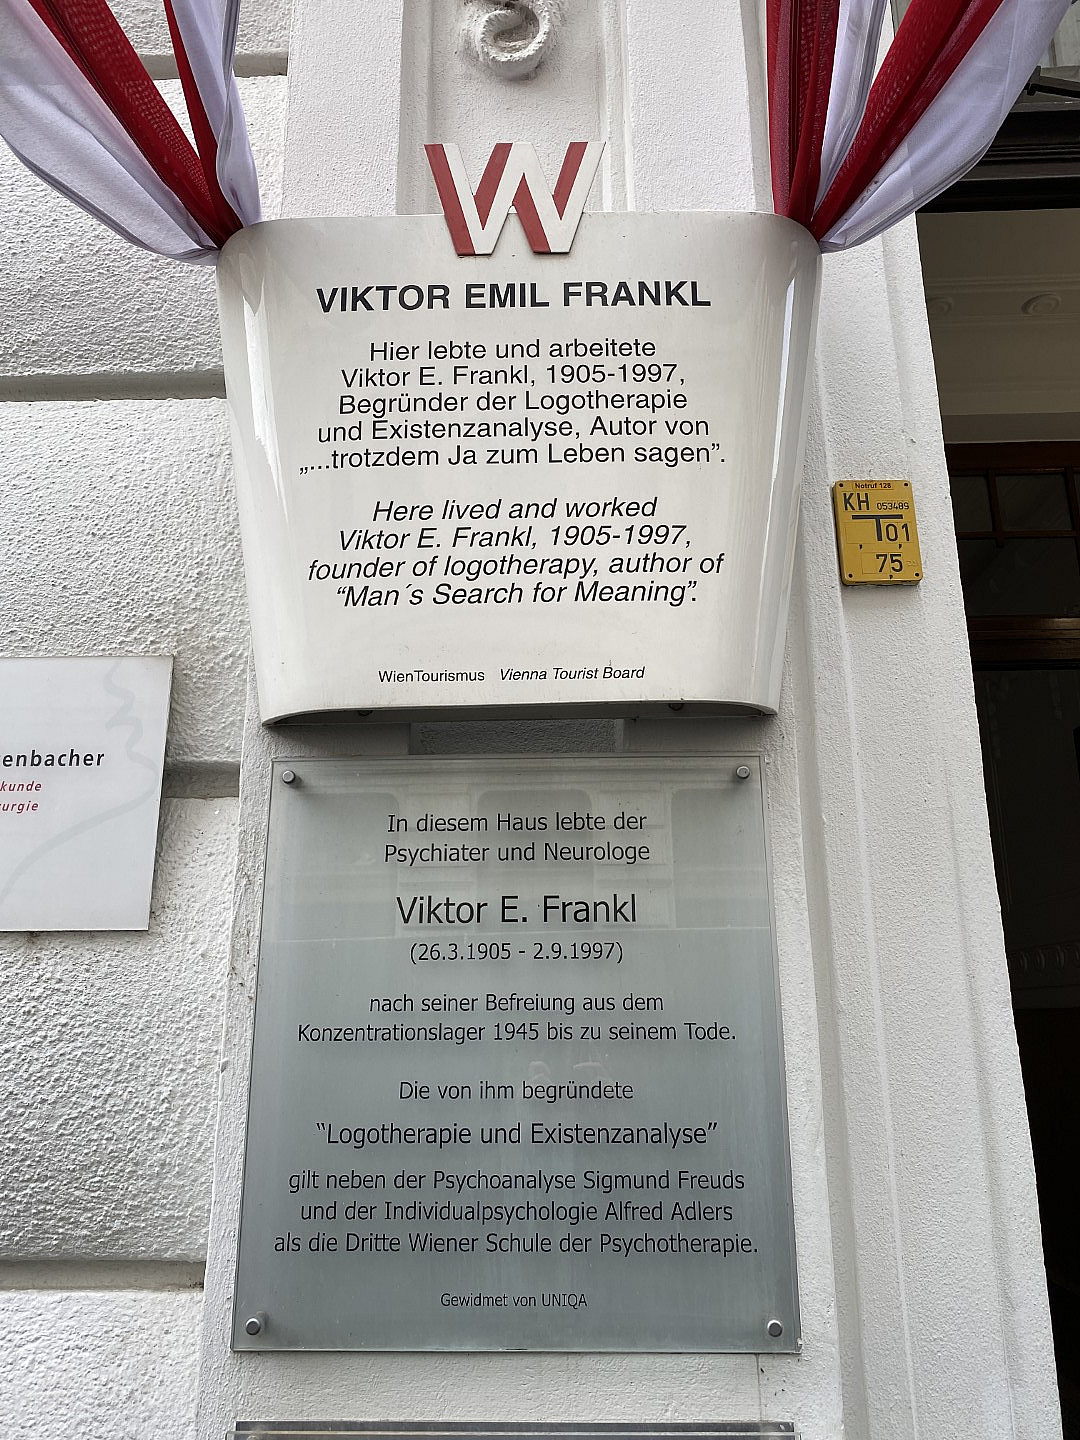 W
VIKTOR EMIL FRANKL
Hier lebte und arbeitete
Viktor E. Frankl, 1905-1997,
Begründer der Logotherapie
und Existenzanalyse, Autor von
„...trotzdem Ja zum Leben sagen”.
Here lived and worked
Viktor E. Frankl, 1905-1997,
founder of logotherapy, author of
“Man´s Search for Meaning”.
WienTourismus Vienna Tourist Board
Notruf 128
KH 053489
T 01
75
enbacher
kunde
urgie
In diesem Haus lebte der
Psychiater und Neurologe
Viktor E. Frankl
(26.3.1905 - 2.9.1997)
nach seiner Befreiung aus dem
Konzentrationslager 1945 bis zu seinem Tode.
Die von ihm begründete
“Logotherapie und Existenzanalyse”
gilt neben der Psychoanalyse Sigmund Freuds
und der Individualpsychologie Alfred Adlers
als die Dritte Wiener Schule der Psychotherapie.
Gewidmet von UNIQA